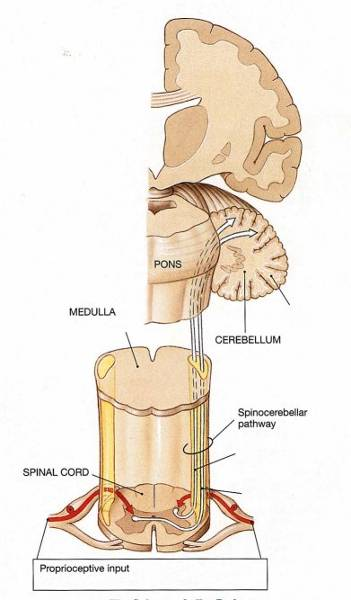 PONS
MEDULLA
CEREBELLUM
Spinocerebellar
pathway
SPINAL CORD
Proprioceptive input